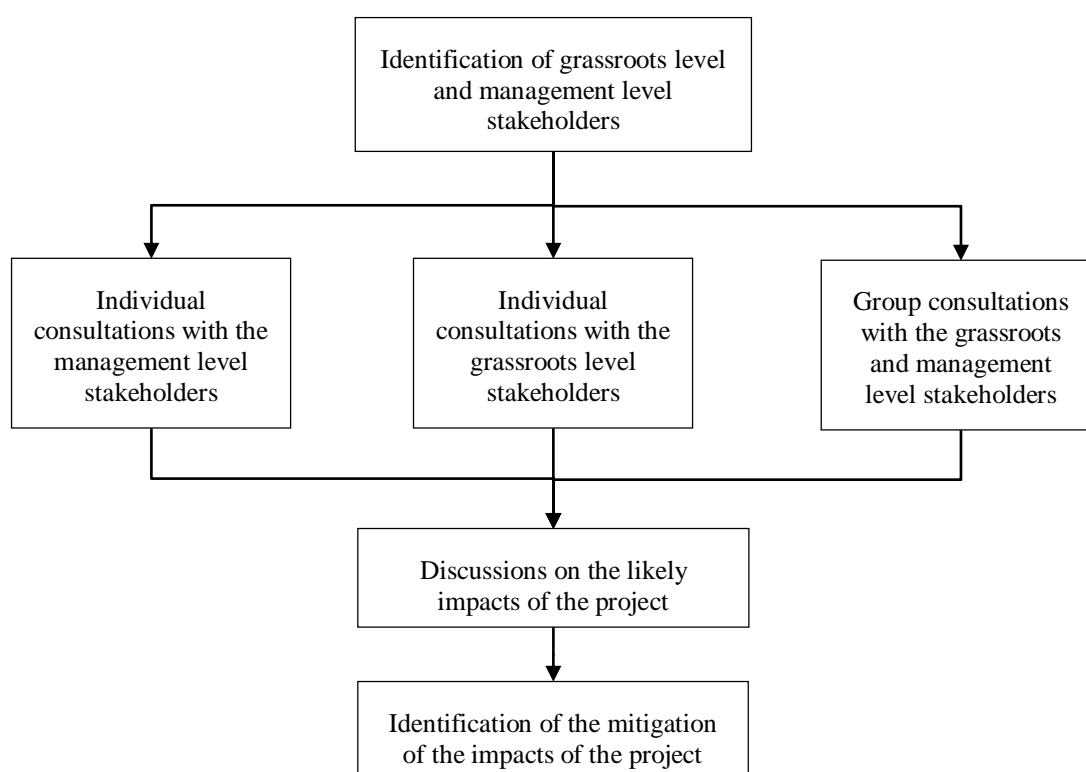 Identification of grassroots level
and management level
stakeholders
Individual
consultations with the
management level
stakeholders
Individual
consultations with the
grassroots level
stakeholders
Group consultations
with the grassroots
and management
level stakeholders
Discussions on the likely
impacts of the project
Identification of the mitigation
of the impacts of the project